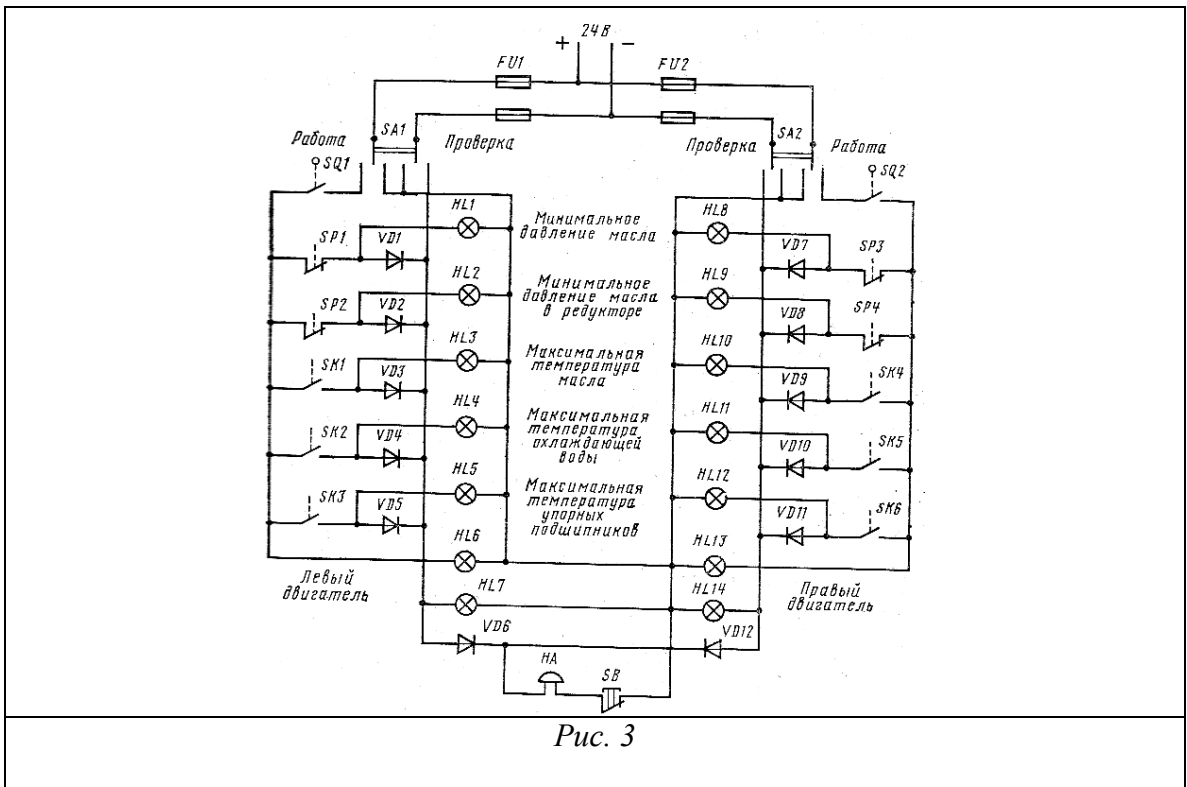 24В
+ −
FU1 FU2
Работа SA1 Проверка Проверка SA2 Работа
SQ1 SQ2
HL1 HL8
Минимальное
давление масла
SP1 VD1 VD7 SP3
HL2 HL9
Минимальное
давление масла
в редукторе
SP2 VD2 VD8 SP4
HL3 HL10
Максимальная
температура
масла
SK1 VD3 VD9 SK4
HL4 HL11
Максимальная
температура
охлаждающей
воды
SK2 VD4 VD10 SK5
HL5 HL12
Максимальная
температура
упорных
подшипников
SK3 VD5 VD11 SK6
HL6 HL13
Левый
двигатель
Правый
двигатель
HL7 HL14
VD6 VD12
HA SB
Рис. 3